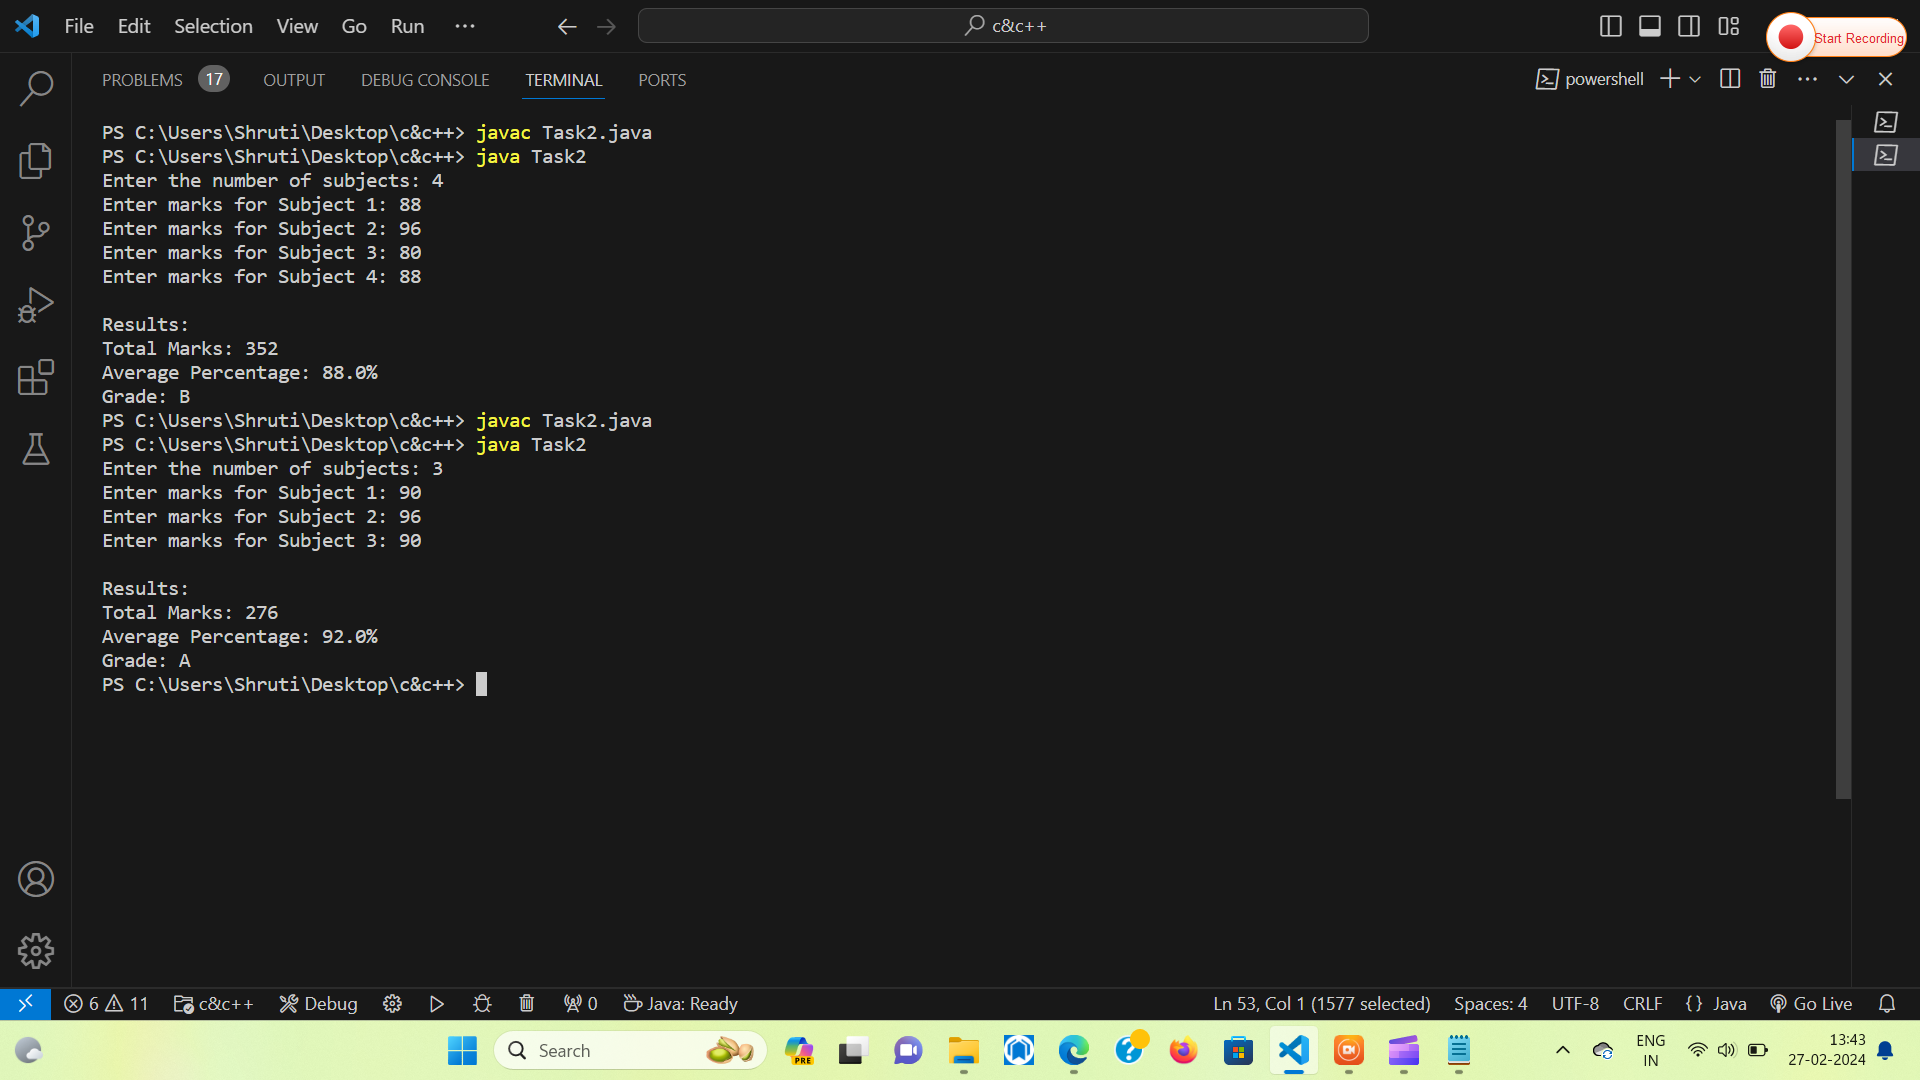 File Edit Selection View Go Run ··· c&c++ Start Recording
PROBLEMS 17 OUTPUT DEBUG CONSOLE TERMINAL PORTS powershell
PS C:\Users\Shruti\Desktop\c&c++> javac Task2.java
PS C:\Users\Shruti\Desktop\c&c++> java Task2
Enter the number of subjects: 4
Enter marks for Subject 1: 88
Enter marks for Subject 2: 96
Enter marks for Subject 3: 80
Enter marks for Subject 4: 88
Results:
Total Marks: 352
Average Percentage: 88.0%
Grade: B
PS C:\Users\Shruti\Desktop\c&c++> javac Task2.java
PS C:\Users\Shruti\Desktop\c&c++> java Task2
Enter the number of subjects: 3
Enter marks for Subject 1: 90
Enter marks for Subject 2: 96
Enter marks for Subject 3: 90
Results:
Total Marks: 276
Average Percentage: 92.0%
Grade: A
PS C:\Users\Shruti\Desktop\c&c++>
6 11 c&c++ Debug 0 Java: Ready Ln 53, Col 1 (1577 selected) Spaces: 4 UTF-8 CRLF {} Java Go Live
Search PRE ENG 13:43
IN 27-02-2024